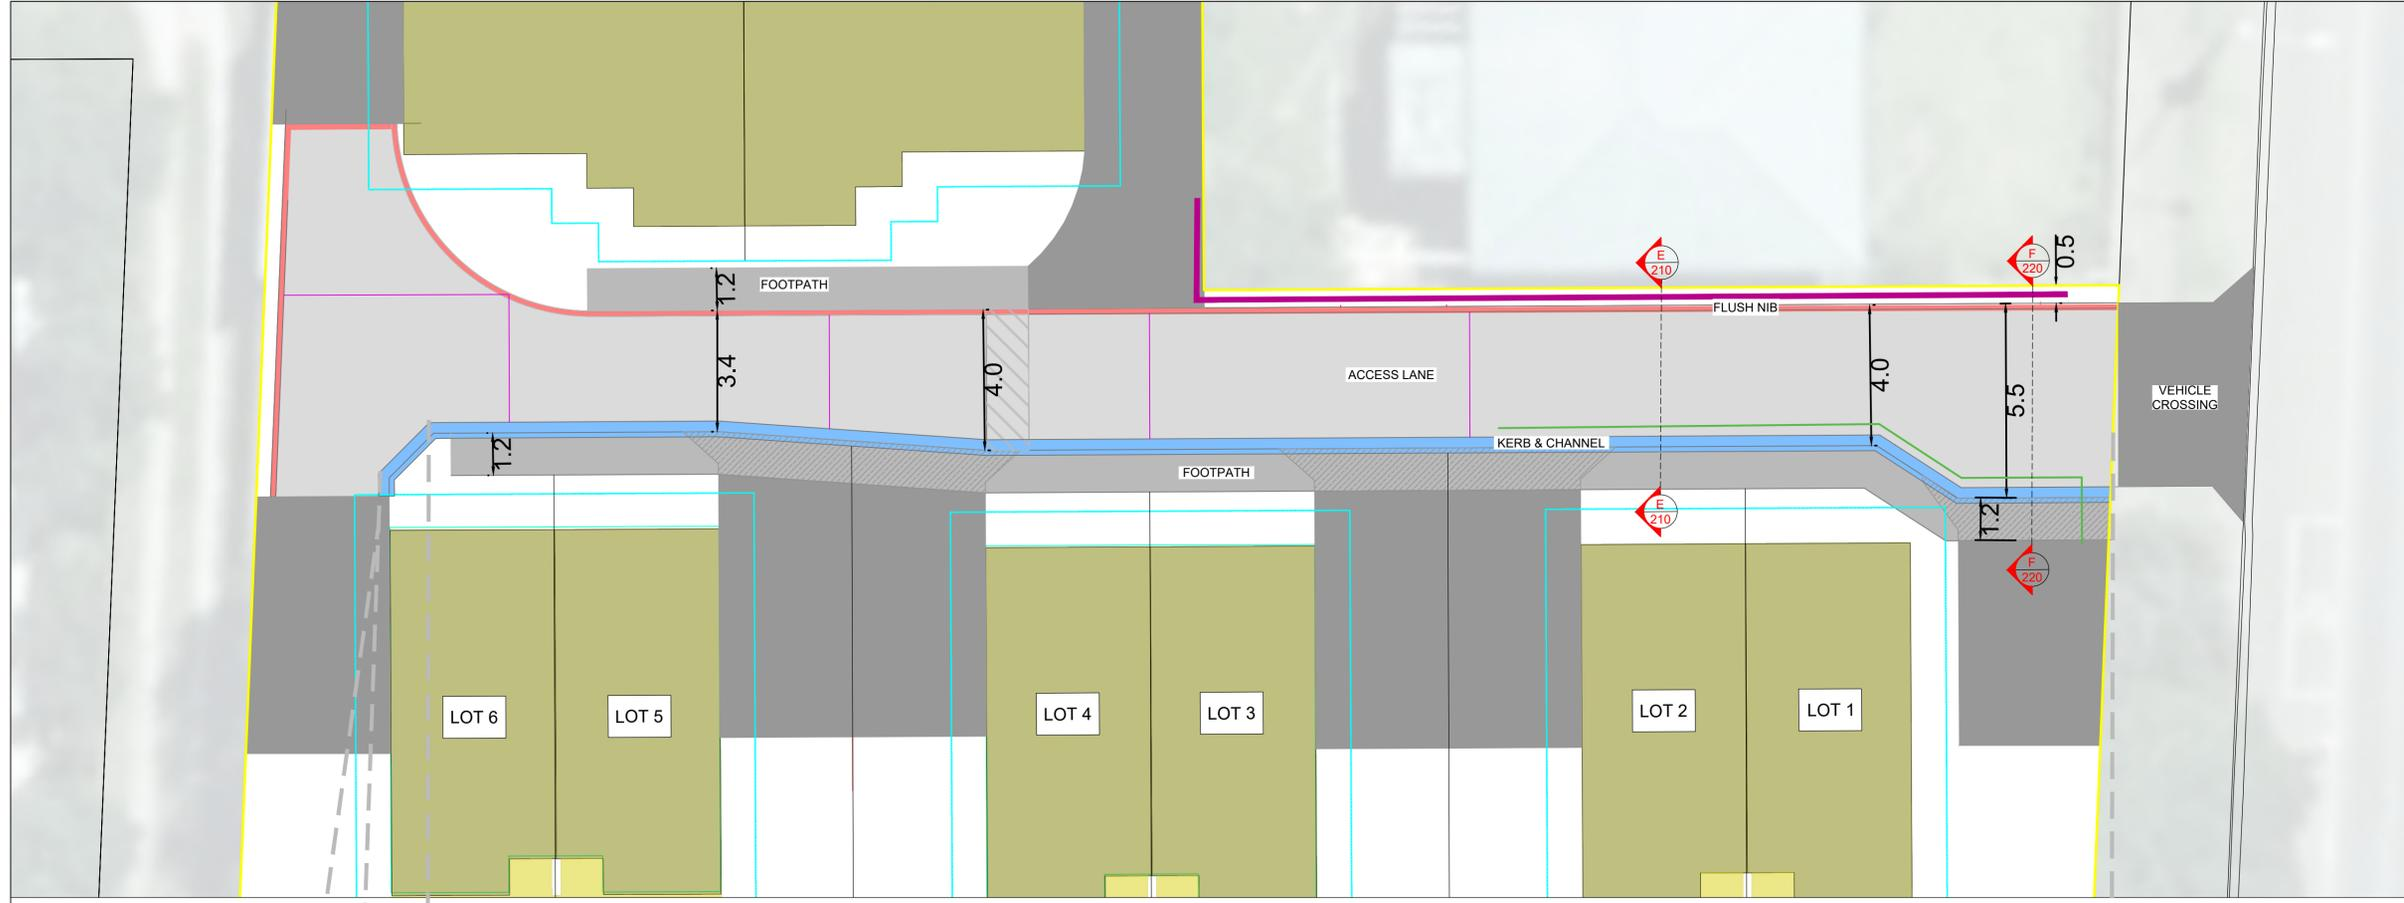 0.5
E
210
F
220
1.2
FOOTPATH
FLUSH NIB
3.4
4.0
ACCESS LANE
4.0
5.5
VEHICLE
CROSSING
1.2
KERB & CHANNEL
FOOTPATH
E
210
1.2
F
220
LOT 6
LOT 5
LOT 4
LOT 3
LOT 2
LOT 1